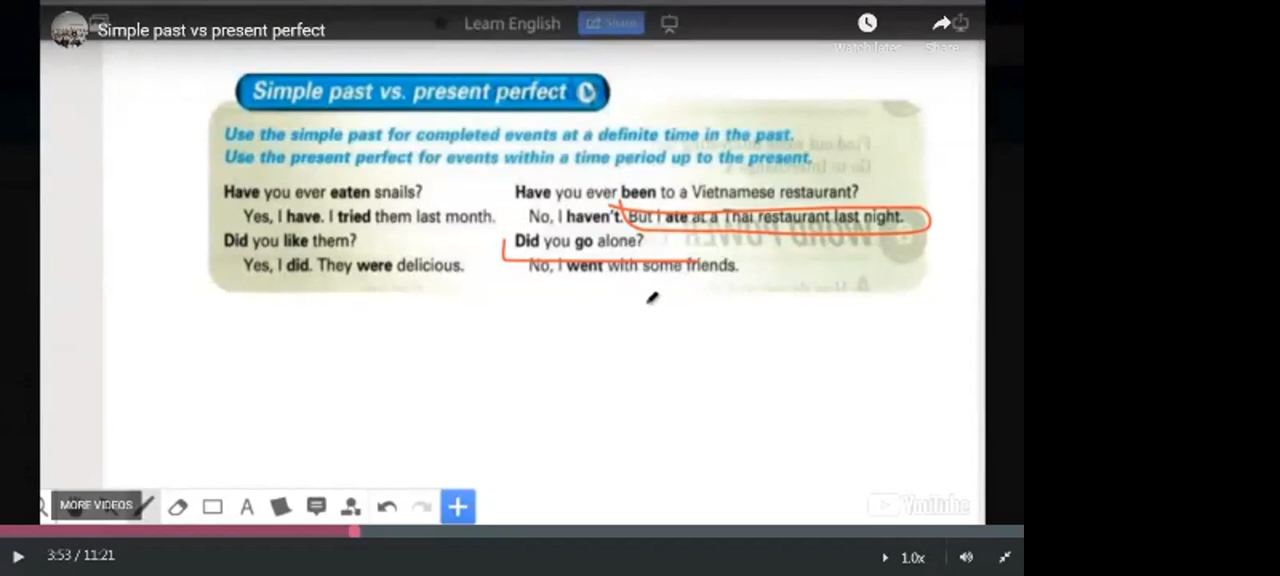 Simple past vs present perfect
Learn English
Share
Watch later
Share
Simple past vs. present perfect
Use the simple past for completed events at a definite time in the past.
Use the present perfect for events within a time period up to the present.
Have you ever eaten snails?
Yes, I have. I tried them last month.
Did you like them?
Yes, I did. They were delicious.
Have you ever been to a Vietnamese restaurant?
No, I haven't. But I ate at a Thai restaurant last night.
Did you go alone?
No, I went with some friends.
WORD POWER
MORE VIDEOS
A
YouTube
3:53 / 11:21
1.0x